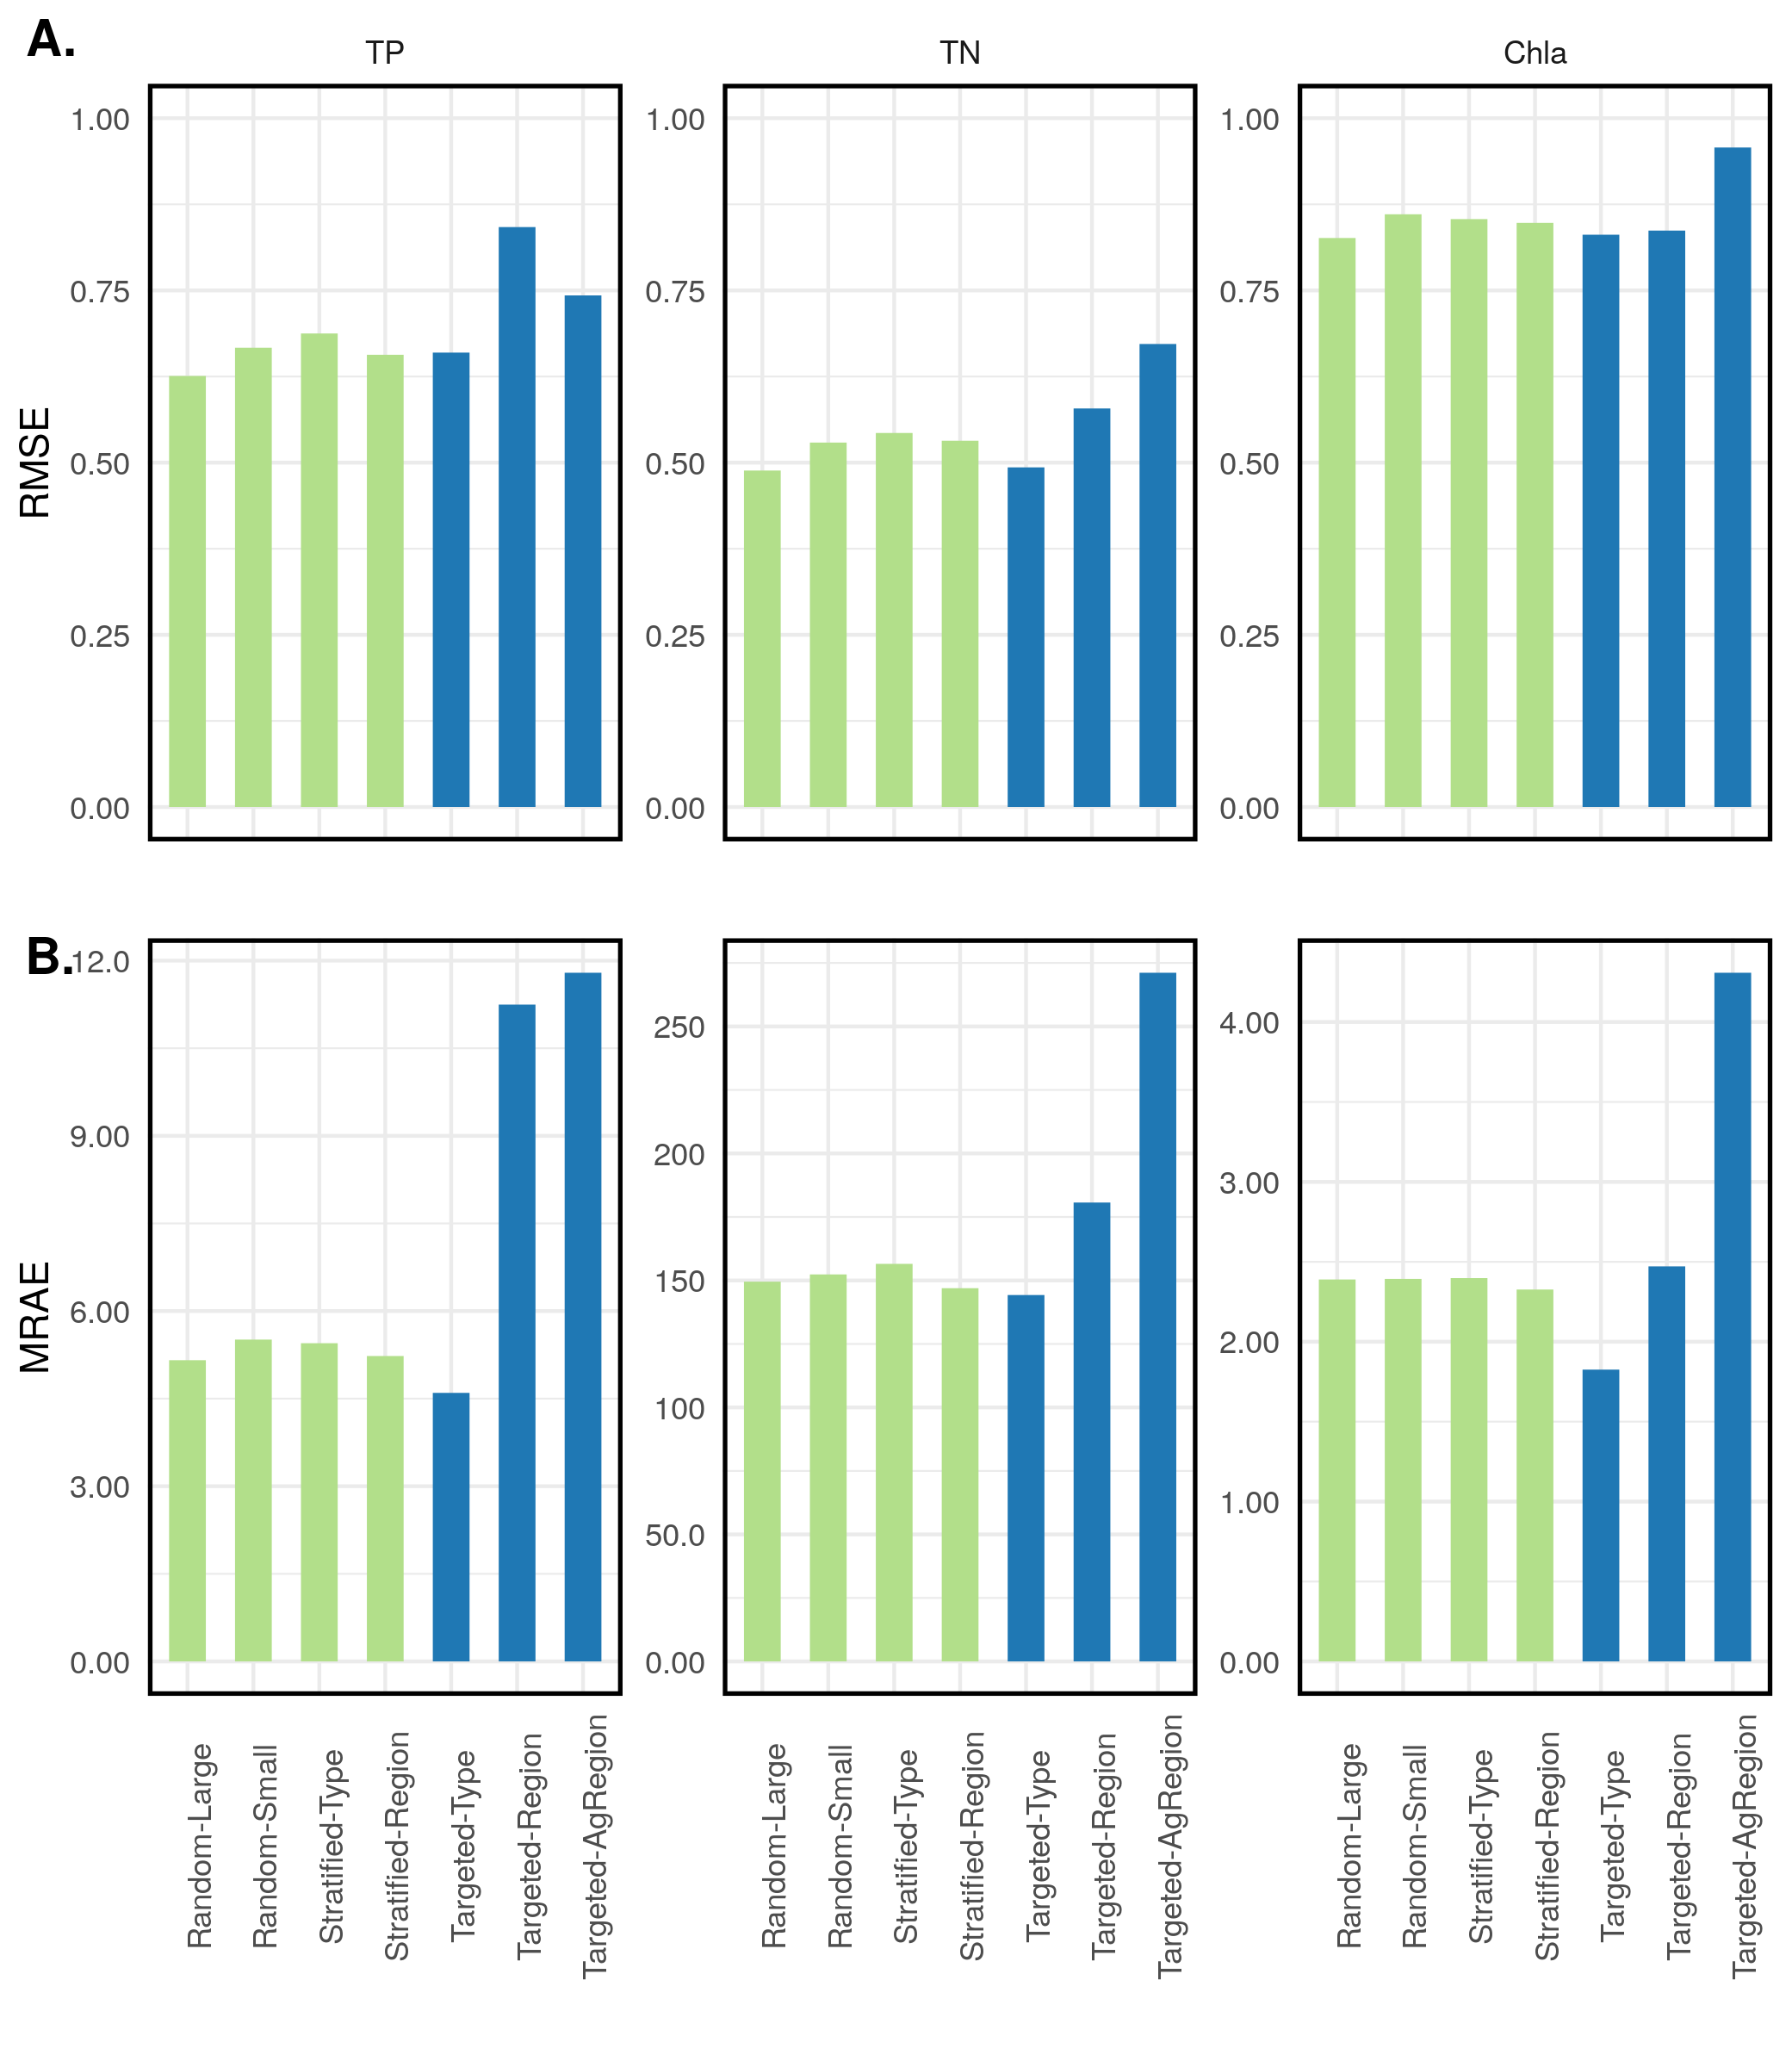 A.
TP
TN
Chla
RMSE
1.00
0.75
0.50
0.25
0.00
1.00
0.75
0.50
0.25
0.00
1.00
0.75
0.50
0.25
0.00
B.
MRAE
12.0
9.00
6.00
3.00
0.00
250
200
150
100
50.0
0.00
4.00
3.00
2.00
1.00
0.00
Random-Large
Random-Small
Stratified-Type
Stratified-Region
Targeted-Type
Targeted-Region
Targeted-AgRegion
Random-Large
Random-Small
Stratified-Type
Stratified-Region
Targeted-Type
Targeted-Region
Targeted-AgRegion
Random-Large
Random-Small
Stratified-Type
Stratified-Region
Targeted-Type
Targeted-Region
Targeted-AgRegion